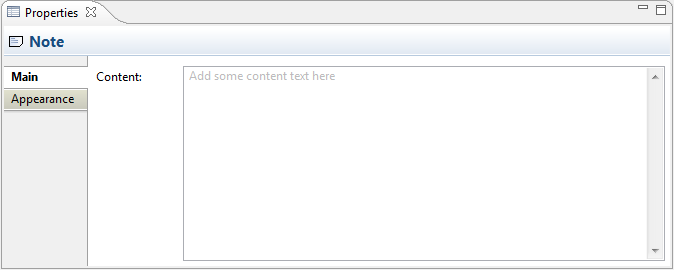 Properties
Note
Main
Content:
Add some content text here
Appearance